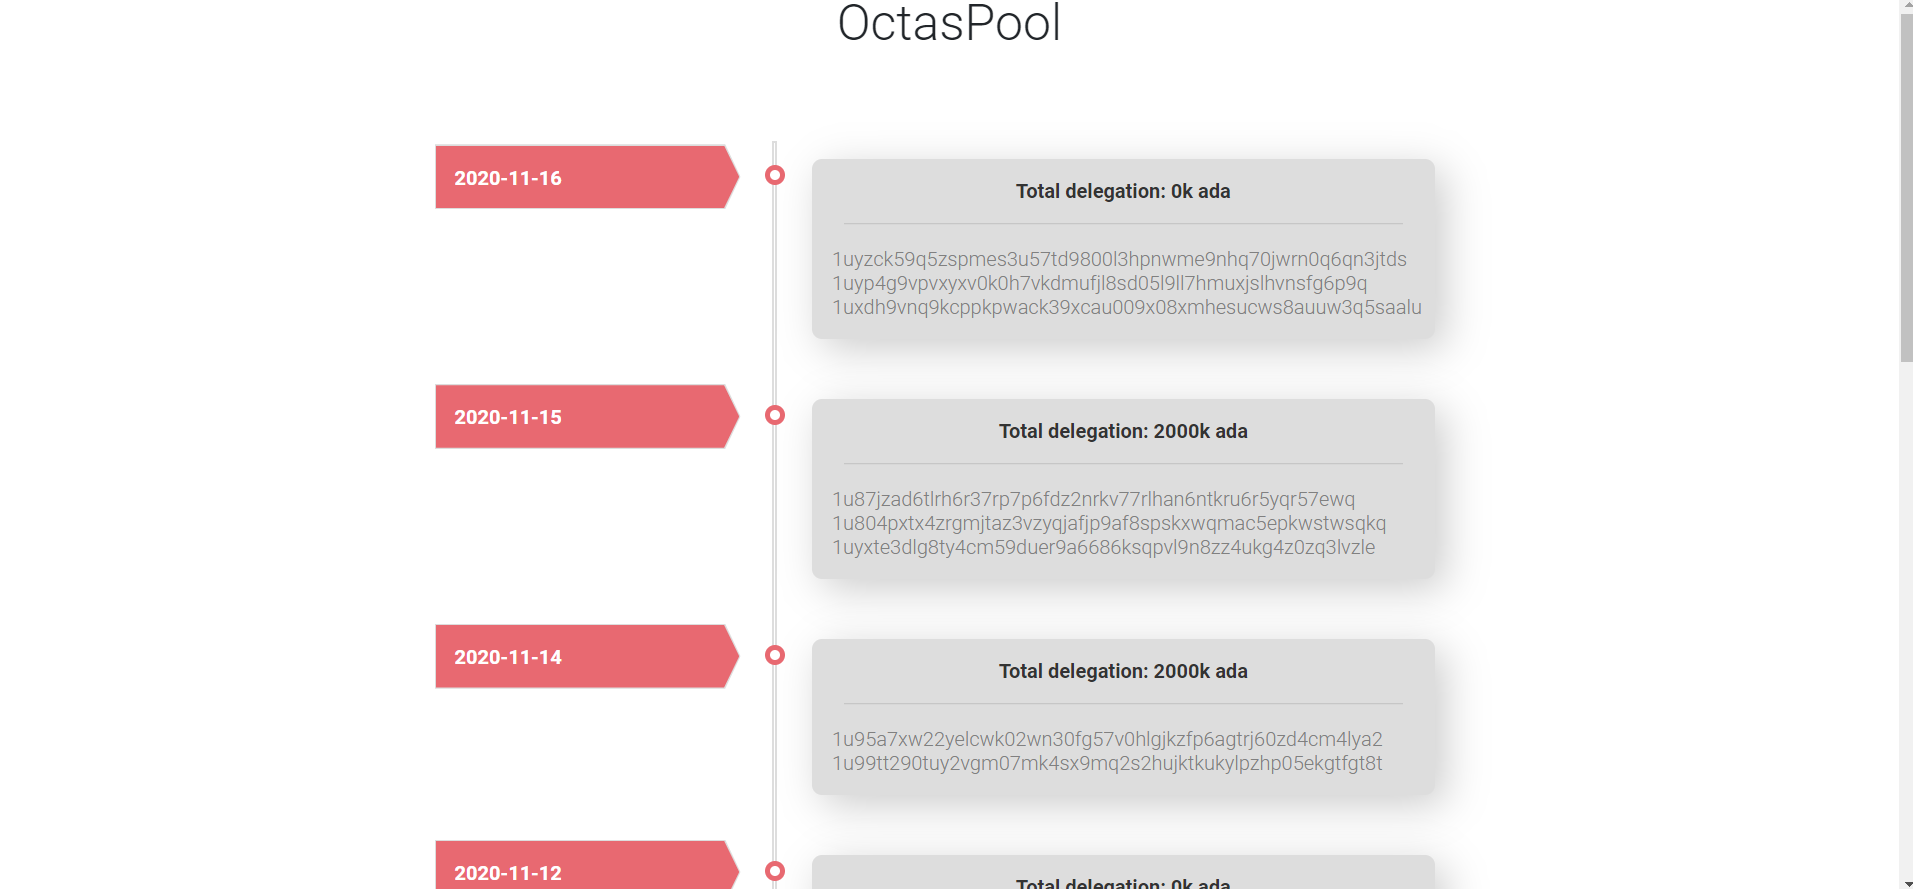 OctasPool
2020-11-16
Total delegation: 0k ada
1uyzck59q5zspmes3u57td9800l3hpnwme9nhq70jwrn0q6qn3jtds
1uyp4g9vpvxyxv0k0h7vkdmufjl8sd05l9ll7hmuxjslhvnsfg6p9q
1uxdh9vnq9kcppkpwack39xcau009x08xmhesucws8auuw3q5saalu
2020-11-15
Total delegation: 2000k ada
1u87jzad6tlrh6r37rp7p6fdz2nrkv77rlhan6ntkru6r5yqr57ewq
1u804pxtx4zrgmjtaz3vzyqjafjp9af8spskxwqmac5epkwstwsqkq
1uyxte3dlg8ty4cm59duer9a6686ksqpvl9n8zz4ukg4z0zq3lvzle
2020-11-14
Total delegation: 2000k ada
1u95a7xw22yelcwk02wn30fg57v0hlgjkzfp6agtrj60zd4cm4lya2
1u99tt290tuy2vgm07mk4sx9mq2s2hujktkukylpzhp05ekgtfgt8t
2020-11-12
Total delegation: 0k ada